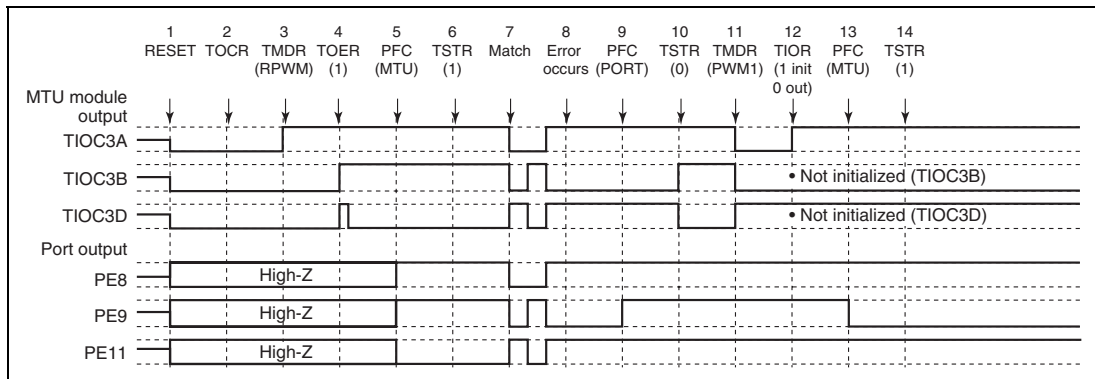 1 2 3 4 5 6 7 8 9 10 11 12 13 14
RESET TOCR TMDR TOER PFC TSTR Match Error PFC TSTR TMDR TIOR PFC TSTR
(RPWM) (1) (MTU) (1) occurs (PORT) (0) (PWM1) (1 init (MTU) (1)
0 out)
MTU module
output
TIOC3A
TIOC3B • Not initialized (TIOC3B)
TIOC3D • Not initialized (TIOC3D)
Port output
PE8 High-Z
PE9 High-Z
PE11 High-Z